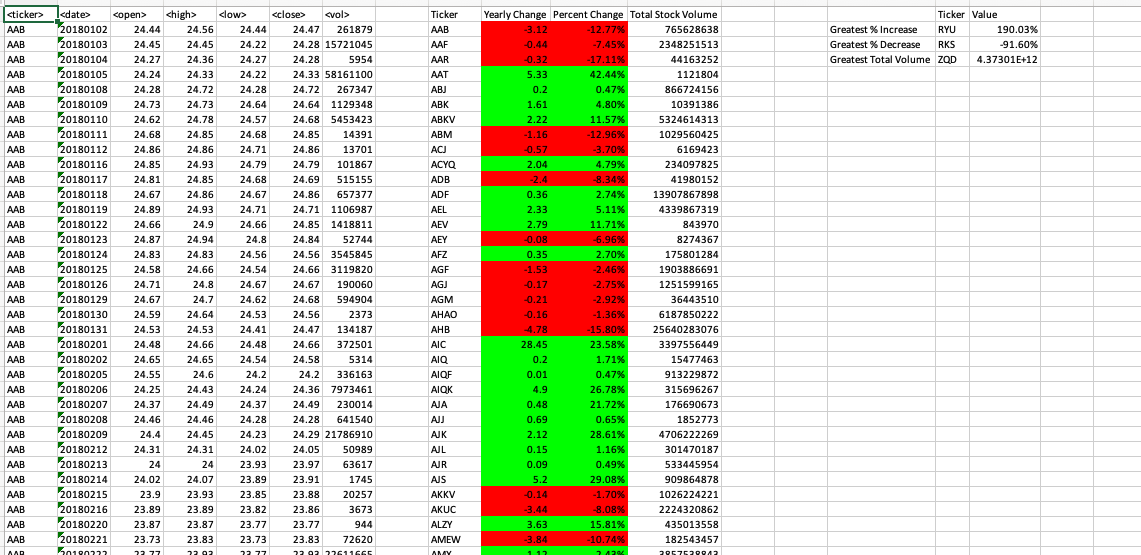 <ticker> <date> <open> <high> <low> <close> <vol> Ticker Yearly Change Percent Change Total Stock Volume Ticker Value
AAB 20180102 24.44 24.56 24.44 24.47 261879 AAB -3.12 -12.77% 765628638 Greatest % Increase RYU 190.03%
AAB 20180103 24.45 24.45 24.22 24.28 15721045 AAF -0.44 -7.45% 2348251513 Greatest % Decrease RKS -91.60%
AAB 20180104 24.27 24.36 24.27 24.28 5954 AAR -0.32 -17.11% 44163252 Greatest Total Volume ZQD 4.37301E+12
AAB 20180105 24.24 24.33 24.22 24.33 58161100 AAT 5.33 42.44% 1121804
AAB 20180108 24.28 24.72 24.28 24.72 267347 ABJ 0.2 0.47% 866724156
AAB 20180109 24.73 24.73 24.64 24.64 1129348 ABK 1.61 4.80% 10391386
AAB 20180110 24.62 24.78 24.57 24.68 5453423 ABKV 2.22 11.57% 5324614313
AAB 20180111 24.68 24.85 24.68 24.85 14391 ABM -1.16 -12.96% 1029560425
AAB 20180112 24.86 24.86 24.71 24.86 13701 ACJ -0.57 -3.70% 6169423
AAB 20180116 24.85 24.93 24.79 24.79 101867 ACYQ 2.04 4.79% 234097825
AAB 20180117 24.81 24.85 24.68 24.69 515155 ADB -2.4 -8.34% 41980152
AAB 20180118 24.67 24.86 24.67 24.86 657377 ADF 0.36 2.74% 13907867898
AAB 20180119 24.89 24.93 24.71 24.71 1106987 AEL 2.33 5.11% 4339867319
AAB 20180122 24.66 24.9 24.66 24.85 1418811 AEV 2.79 11.71% 843970
AAB 20180123 24.87 24.94 24.8 24.84 52744 AEY -0.08 -6.96% 8274367
AAB 20180124 24.83 24.83 24.56 24.56 3545845 AFZ 0.35 2.70% 175801284
AAB 20180125 24.58 24.66 24.54 24.66 3119820 AGF -1.53 -2.46% 1903886691
AAB 20180126 24.71 24.8 24.67 24.67 190060 AGJ -0.17 -2.75% 1251599165
AAB 20180129 24.67 24.7 24.62 24.68 594904 AGM -0.21 -2.92% 36443510
AAB 20180130 24.59 24.64 24.53 24.56 2373 AHAO -0.16 -1.36% 6187850222
AAB 20180131 24.53 24.53 24.41 24.47 134187 AHB -4.78 -15.80% 25640283076
AAB 20180201 24.48 24.66 24.48 24.66 372501 AIC 28.45 23.58% 3397556449
AAB 20180202 24.65 24.65 24.54 24.58 5314 AIQ 0.2 1.71% 15477463
AAB 20180205 24.55 24.6 24.2 24.2 336163 AIQF 0.01 0.47% 913229872
AAB 20180206 24.25 24.43 24.24 24.36 7973461 AIQK 4.9 26.78% 315696267
AAB 20180207 24.37 24.49 24.37 24.49 230014 AJA 0.48 21.72% 176690673
AAB 20180208 24.46 24.46 24.28 24.28 641540 AJJ 0.69 0.65% 1852773
AAB 20180209 24.4 24.45 24.23 24.29 21786910 AJK 2.12 28.61% 4706222269
AAB 20180212 24.31 24.31 24.02 24.05 50989 AJL 0.15 1.16% 301470187
AAB 20180213 24 24 23.93 23.97 63617 AJR 0.09 0.49% 533445954
AAB 20180214 24.02 24.07 23.89 23.91 1745 AJS 5.2 29.08% 909864878
AAB 20180215 23.9 23.93 23.85 23.88 20257 AKKV -0.14 -1.70% 1026224221
AAB 20180216 23.89 23.89 23.82 23.86 3673 AKUC -3.44 -8.08% 2224320862
AAB 20180220 23.87 23.87 23.77 23.77 944 ALZY 3.63 15.81% 435013558
AAB 20180221 23.73 23.83 23.73 23.83 72620 AMEW -3.84 -10.74% 182543457
AAB 20180222 23.77 23.93 23.77 23.93 22611665 AMY 1.12 2.43% 3857538843